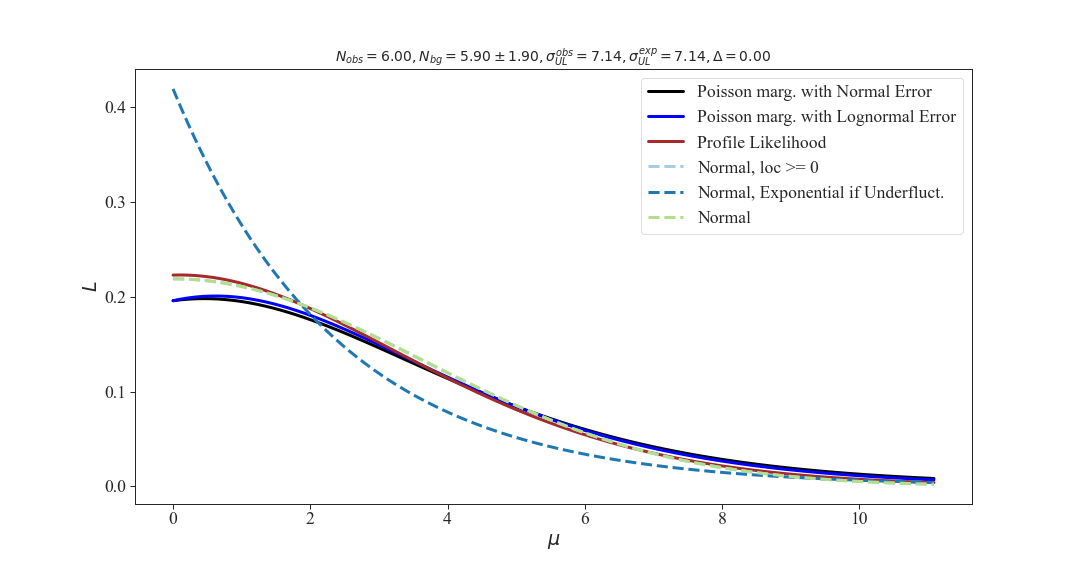 N_obs = 6.00, N_bg = 5.90 ± 1.90, σ_UL^obs = 7.14, σ_UL^exp = 7.14, Δ = 0.00
Poisson marg. with Normal Error
Poisson marg. with Lognormal Error
Profile Likelihood
Normal, loc >= 0
Normal, Exponential if Underfluct.
Normal
L
0.4
0.3
0.2
0.1
0.0
0 2 4 6 8 10
μ